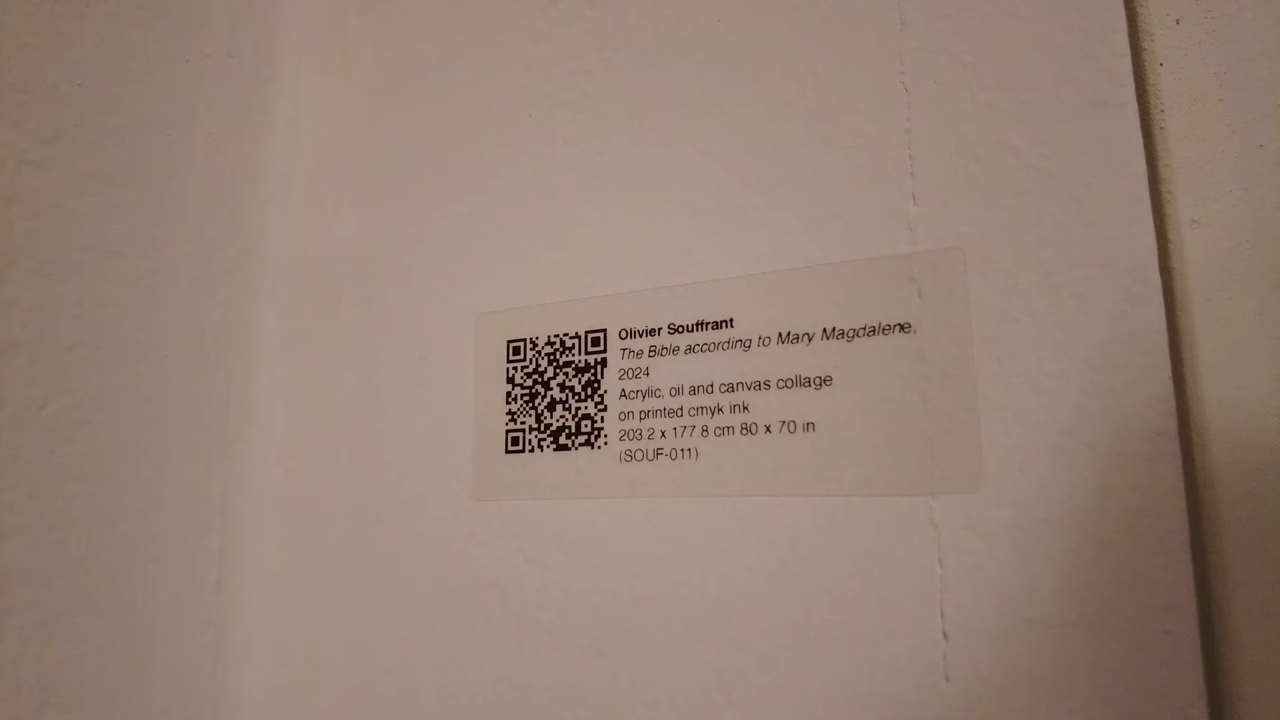 Olivier Souffrant
The Bible according to Mary Magdalene,
2024
Acrylic, oil and canvas collage
on printed cmyk ink
203.2 x 177.8 cm 80 x 70 in
(SOUF-011)